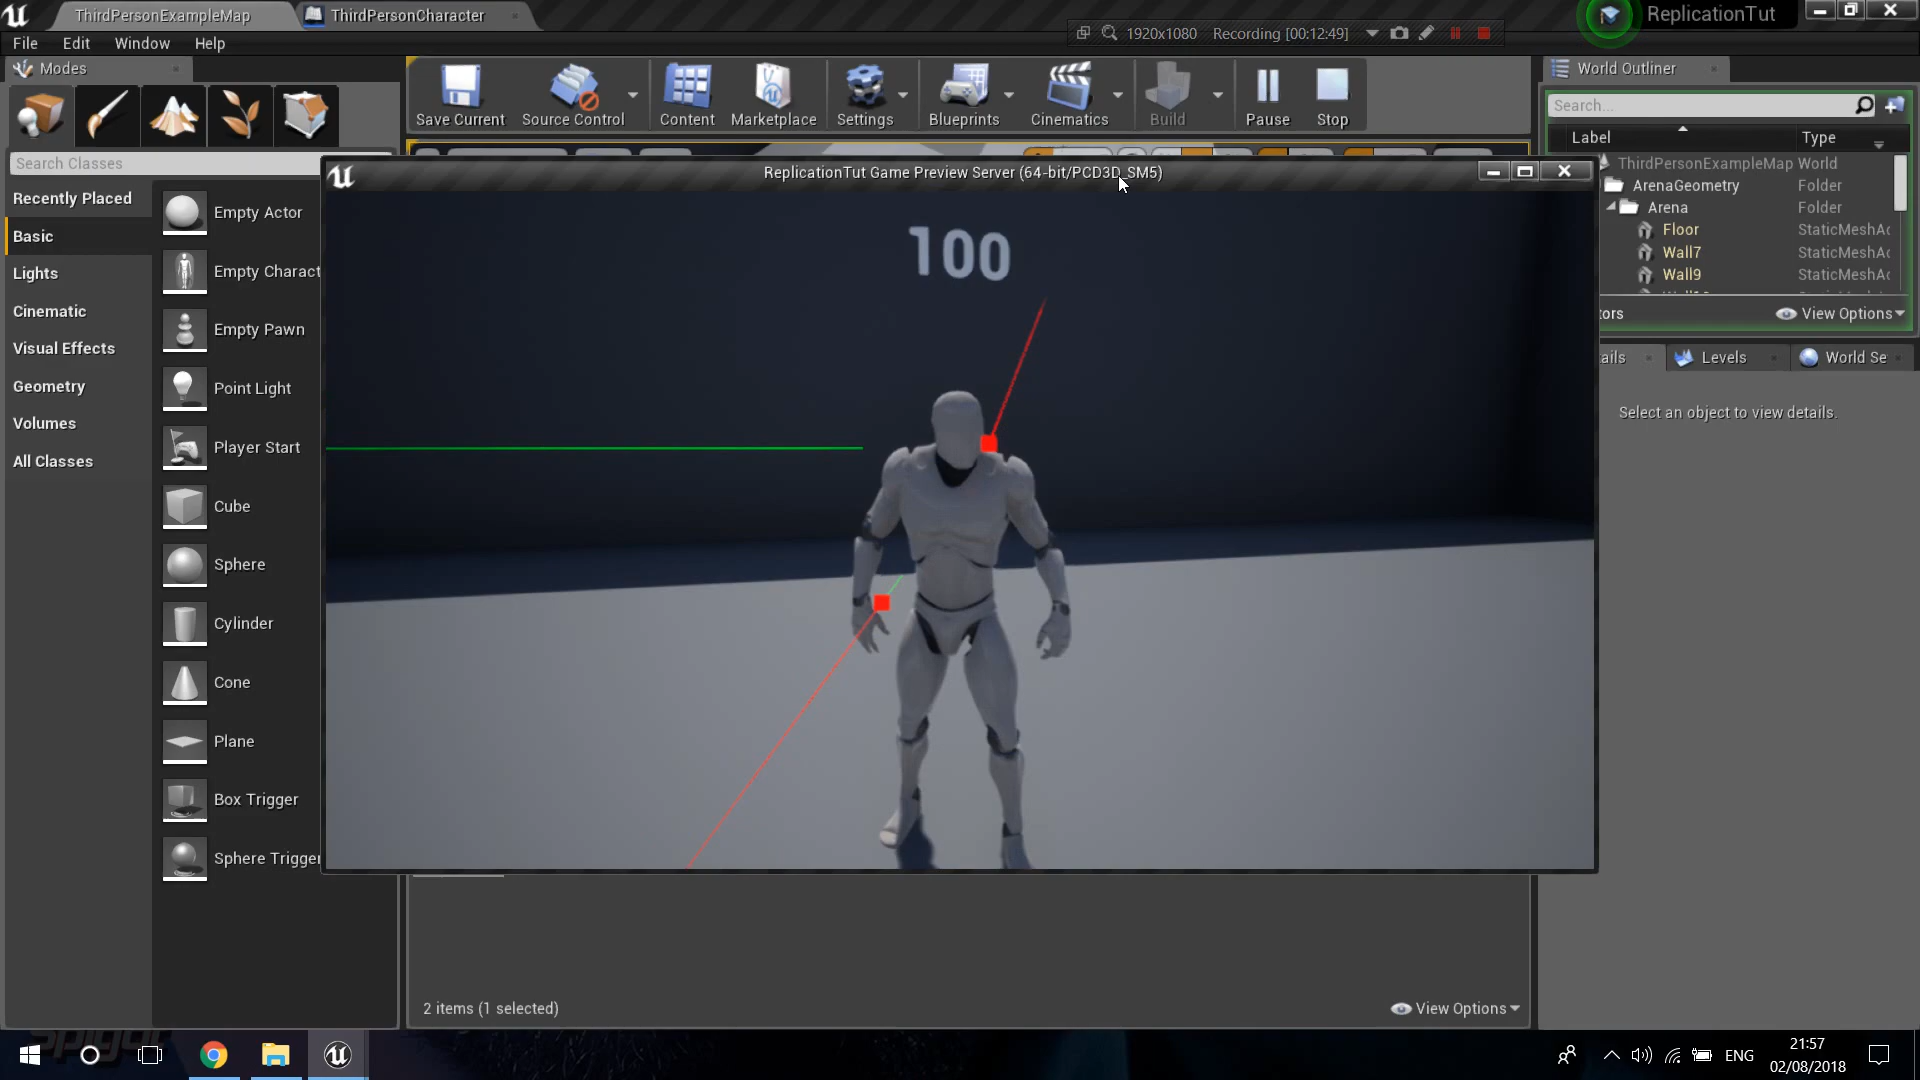 ThirdPersonExampleMap
ThirdPersonCharacter
ReplicationTut
1920x1080 Recording [00:12:49]
File Edit Window Help
Modes
World Outliner
Save Current
Source Control
Content
Marketplace
Settings
Blueprints
Cinematics
Build
Pause
Stop
Search...
Label
Type
Search Classes
ReplicationTut Game Preview Server (64-bit/PCD3D_SM5)
ThirdPersonExampleMap World
ArenaGeometry Folder
Arena Folder
Floor StaticMeshAc
Wall7 StaticMeshAc
Wall9 StaticMeshAc
tors
View Options
ails
Levels
World Se
Select an object to view details.
Recently Placed
Basic
Lights
Cinematic
Visual Effects
Geometry
Volumes
All Classes
Empty Actor
Empty Charact
Empty Pawn
Point Light
Player Start
Cube
Sphere
Cylinder
Cone
Plane
Box Trigger
Sphere Trigger
100
2 items (1 selected)
View Options
ENG
21:57
02/08/2018